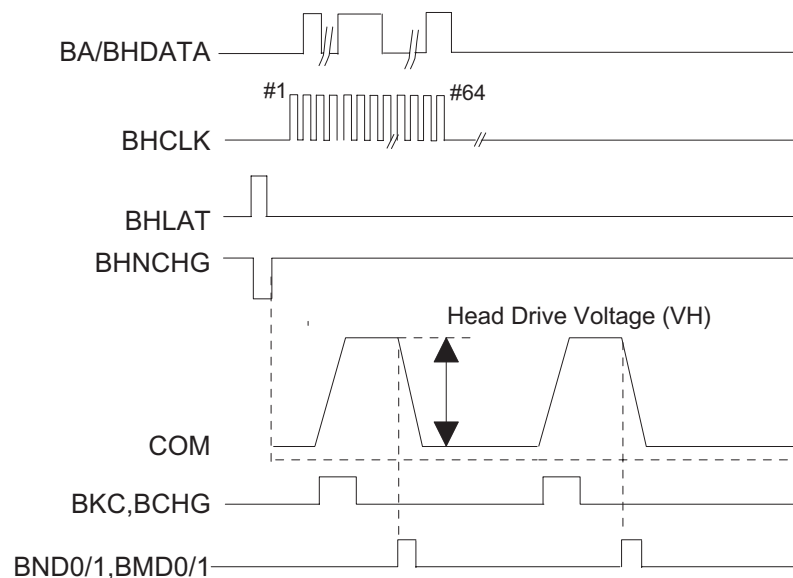 BA/BHDATA
#1
#64
BHCLK
BHLAT
BHNCHG
Head Drive Voltage (VH)
COM
BKC,BCHG
BND0/1,BMD0/1